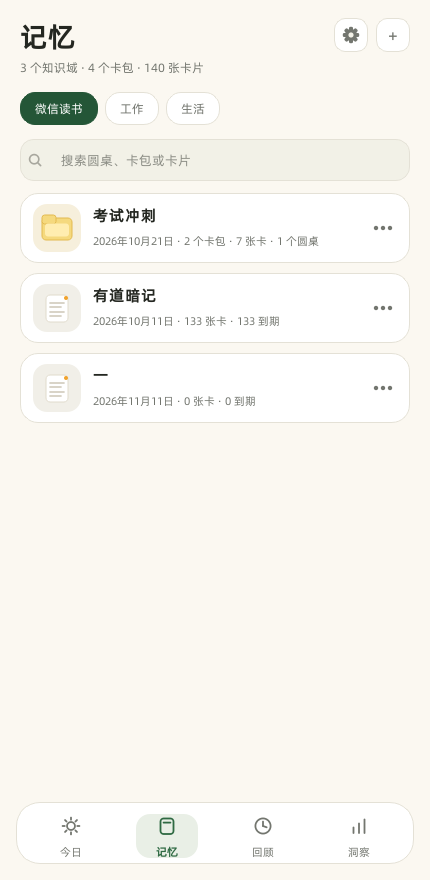 记忆
+
3 个知识域 · 4 个卡包 · 140 张卡片
微信读书 工作 生活
搜索圆桌、卡包或卡片
考试冲刺
2026年10月21日 · 2 个卡包 · 7 张卡 · 1 个圆桌
有道暗记
2026年10月11日 · 133 张卡 · 133 到期
一
2026年11月11日 · 0 张卡 · 0 到期
今日 记忆 回顾 洞察